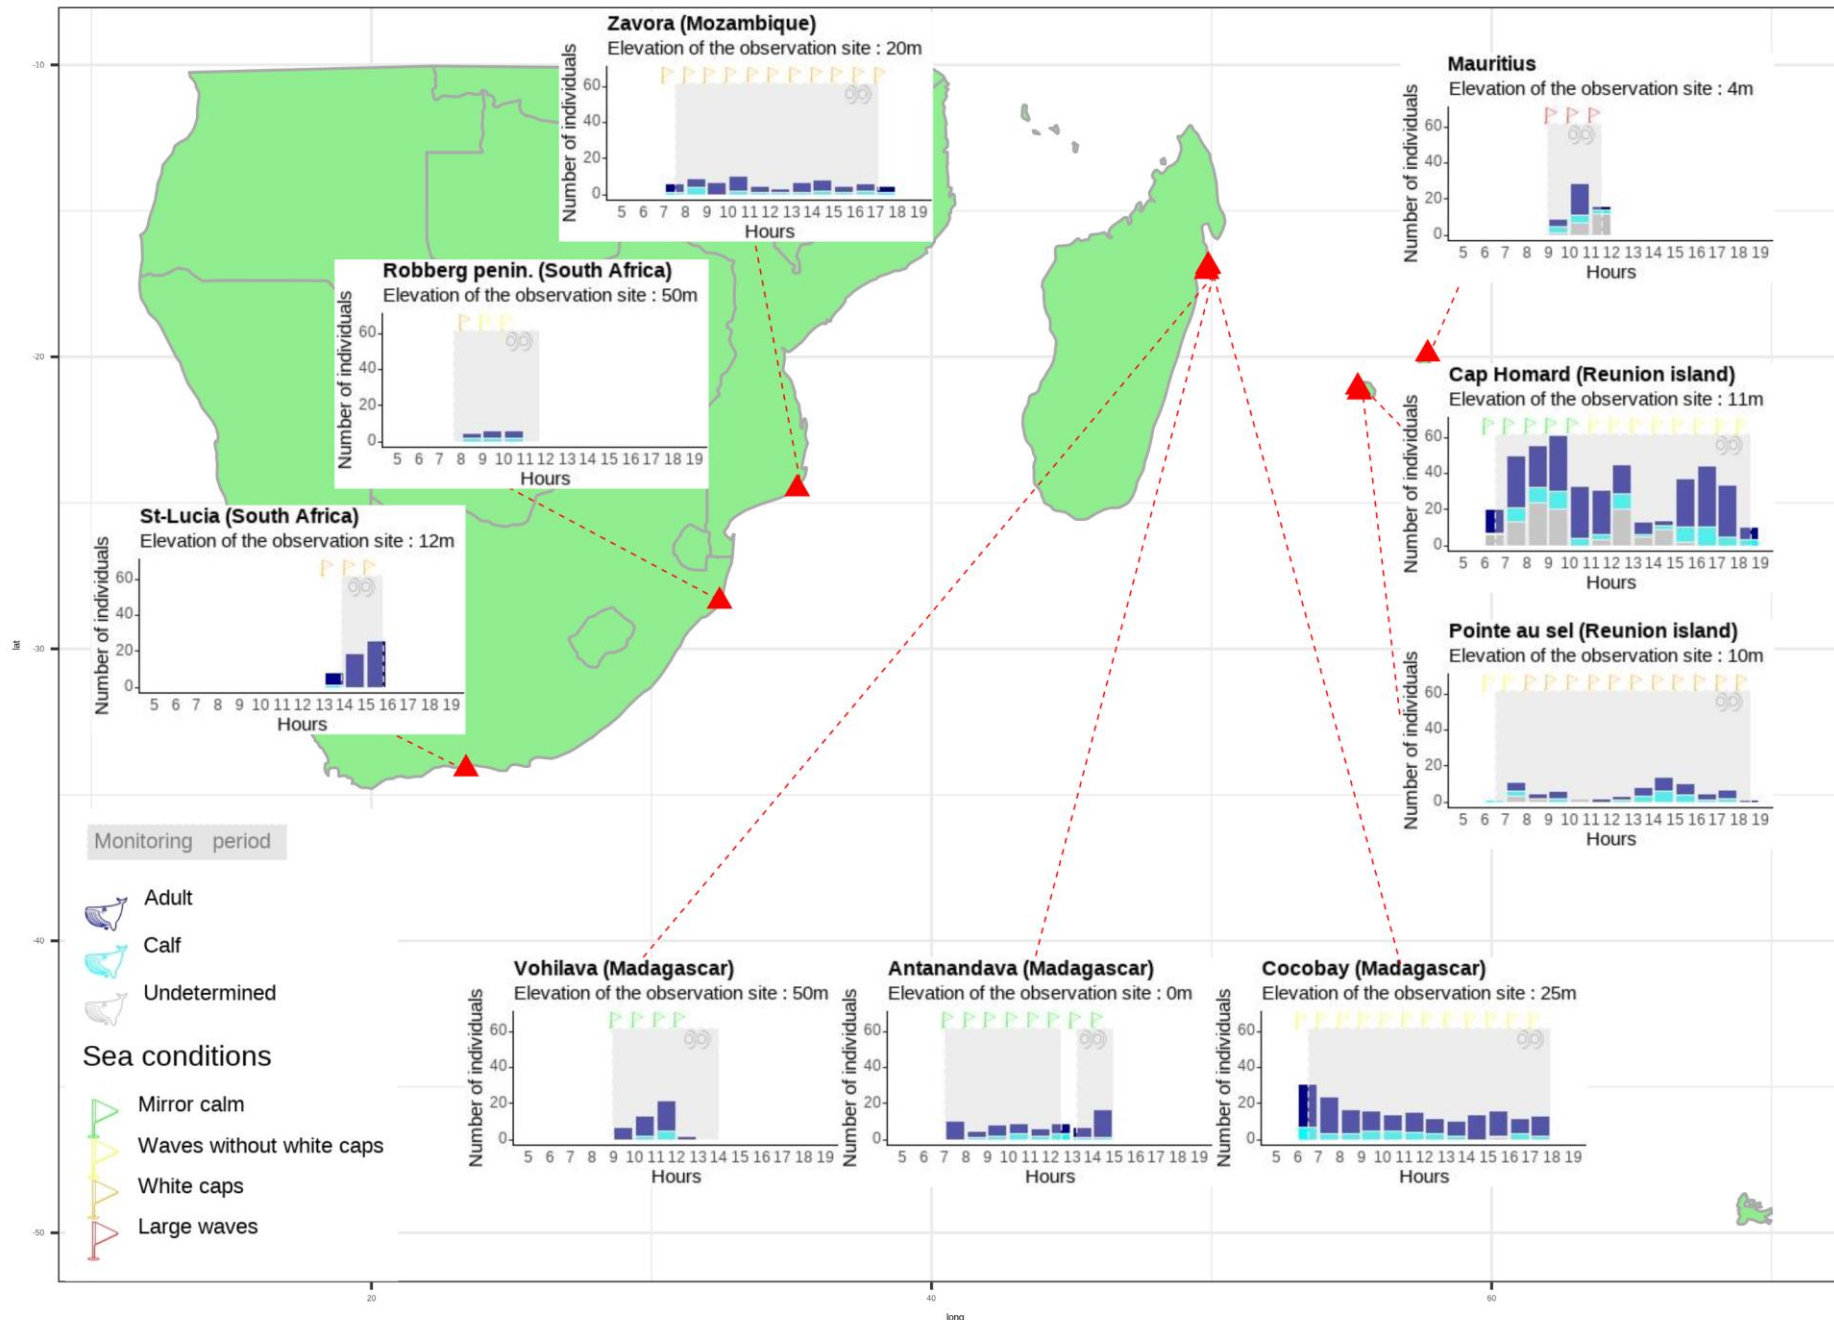 Zavora (Mozambique)
Elevation of the observation site : 20m
Number of individuals
60
40
20
0
5 6 7 8 9 10 11 12 13 14 15 16 17 18 19
Hours
Mauritius
Elevation of the observation site : 4m
Number of individuals
60
40
20
0
5 6 7 8 9 10 11 12 13 14 15 16 17 18 19
Hours
Robberg penin. (South Africa)
Elevation of the observation site : 50m
Number of individuals
60
40
20
0
5 6 7 8 9 10 11 12 13 14 15 16 17 18 19
Hours
Cap Homard (Reunion island)
Elevation of the observation site : 11m
Number of individuals
60
40
20
0
5 6 7 8 9 10 11 12 13 14 15 16 17 18 19
Hours
St-Lucia (South Africa)
Elevation of the observation site : 12m
Number of individuals
60
40
20
0
5 6 7 8 9 10 11 12 13 14 15 16 17 18 19
Hours
Pointe au sel (Reunion island)
Elevation of the observation site : 10m
Number of individuals
60
40
20
0
5 6 7 8 9 10 11 12 13 14 15 16 17 18 19
Hours
Monitoring period
Adult
Calf
Undetermined
Sea conditions
Mirror calm
Waves without white caps
White caps
Large waves
Vohilava (Madagascar)
Elevation of the observation site : 50m
Number of individuals
60
40
20
0
5 6 7 8 9 10 11 12 13 14 15 16 17 18 19
Hours
Antanandava (Madagascar)
Elevation of the observation site : 0m
Number of individuals
60
40
20
0
5 6 7 8 9 10 11 12 13 14 15 16 17 18 19
Hours
Cocobay (Madagascar)
Elevation of the observation site : 25m
Number of individuals
60
40
20
0
5 6 7 8 9 10 11 12 13 14 15 16 17 18 19
Hours
-10
-20
-30
-40
-50
lat
20
40
60
long